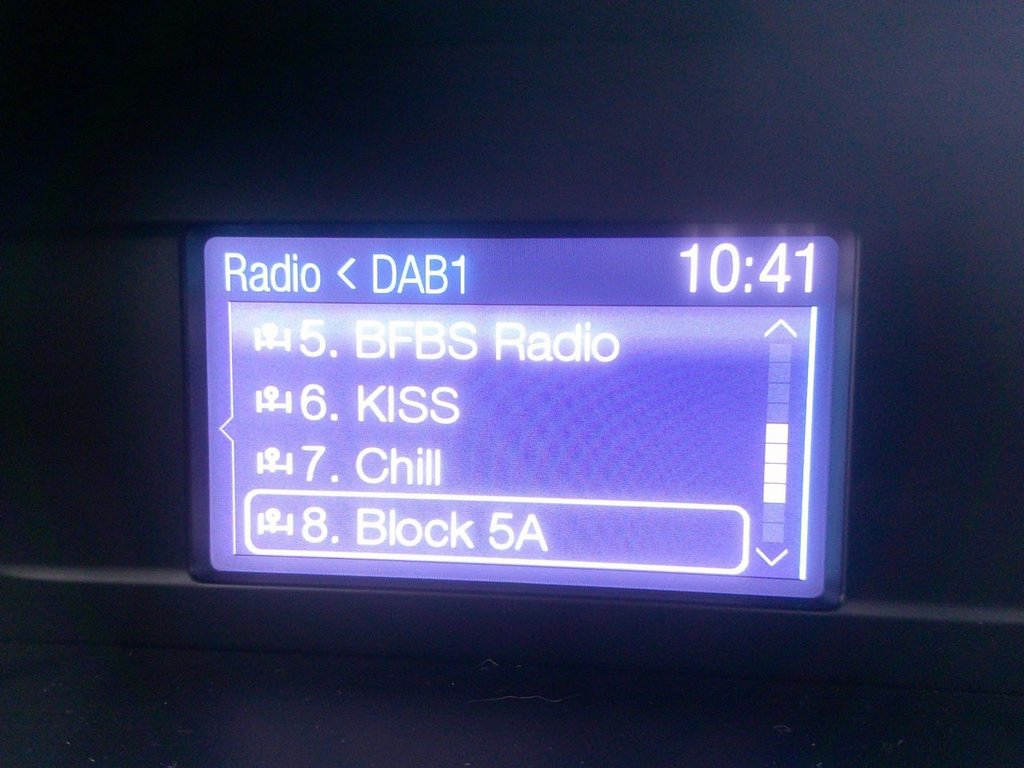 Radio < DAB1 10:41
5. BFBS Radio
6. KISS
7. Chill
8. Block 5A